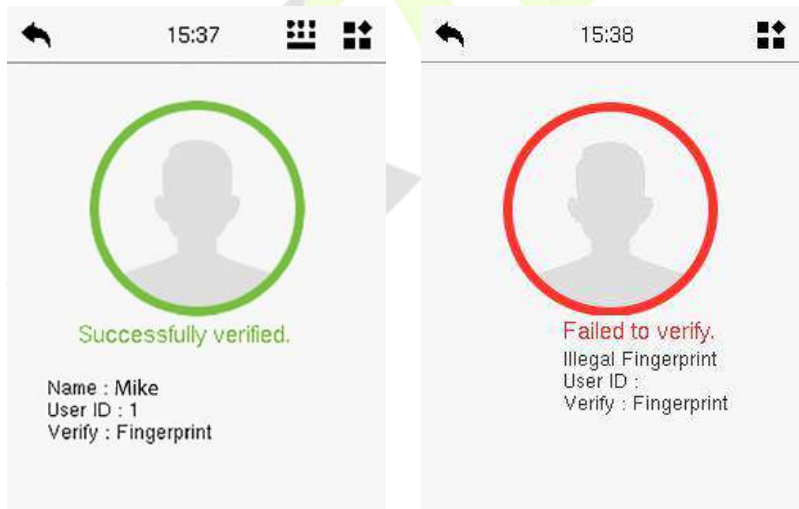 15:37
Successfully verified.
Name : Mike
User ID : 1
Verify : Fingerprint
15:38
Failed to verify.
Illegal Fingerprint
User ID :
Verify : Fingerprint